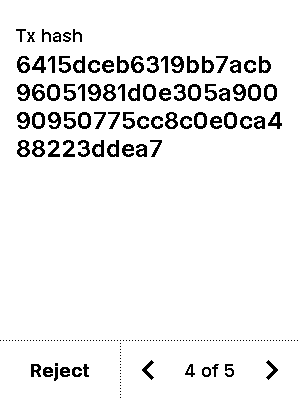 Tx hash
6415dceb6319bb7acb
96051981d0e305a900
90950775cc8c0e0ca4
88223ddea7
Reject
4 of 5